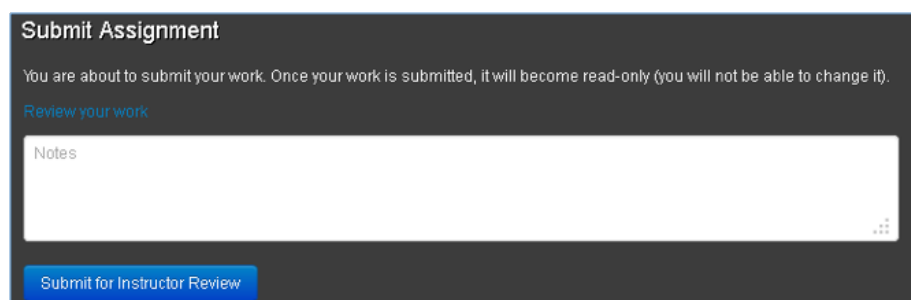 Submit Assignment
You are about to submit your work. Once your work is submitted, it will become read-only (you will not be able to change it).
Review your work
Notes
Submit for Instructor Review